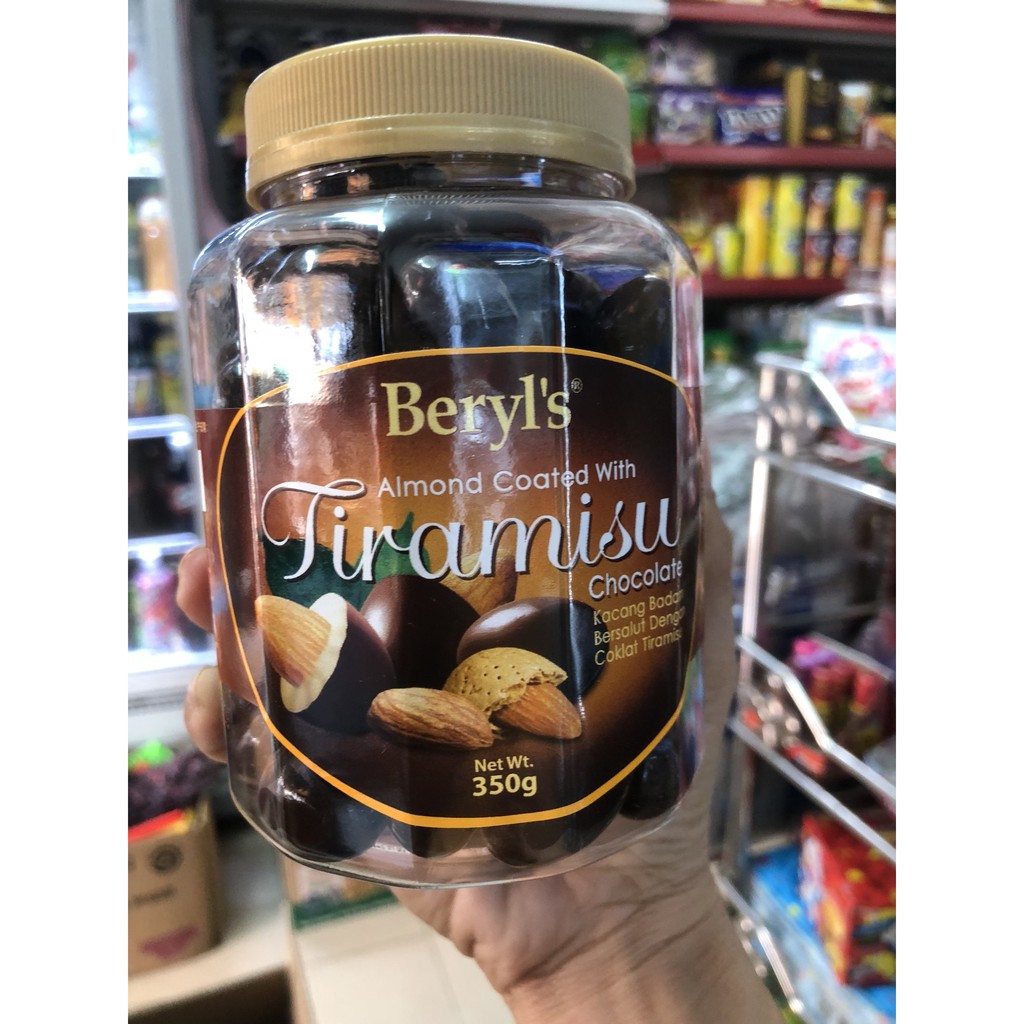 Beryl's®
Almond Coated With
Tiramisu
Chocolate
Kacang Badam
Bersalut Dengan
Coklat Tiramisu
Net Wt.
350g